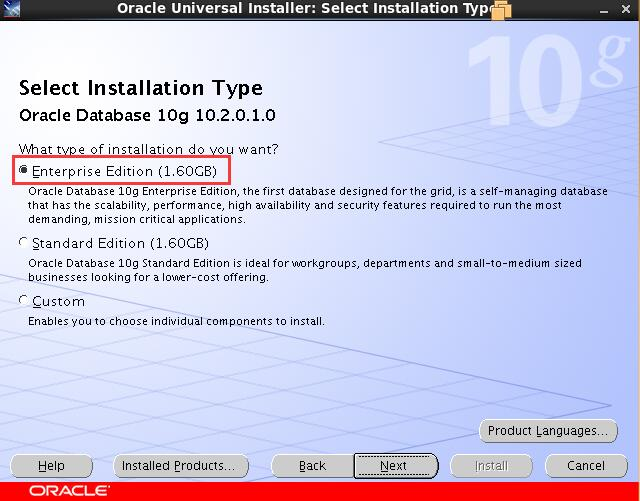 Oracle Universal Installer: Select Installation Type
10g
Select Installation Type
Oracle Database 10g 10.2.0.1.0
What type of installation do you want?
Enterprise Edition (1.60GB)
Oracle Database 10g Enterprise Edition, the first database designed for the grid, is a self-managing database
that has the scalability, performance, high availability and security features required to run the most
demanding, mission critical applications.
Standard Edition (1.60GB)
Oracle Database 10g Standard Edition is ideal for workgroups, departments and small-to-medium sized
businesses looking for a lower-cost offering.
Custom
Enables you to choose individual components to install.
Product Languages...
Help Installed Products... Back Next Install Cancel
ORACLE